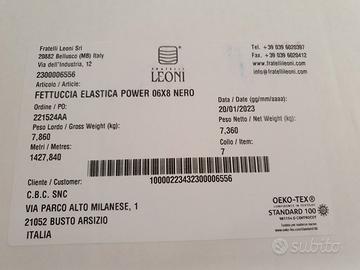 Fratelli Leoni Srl
20882 Bellusco (MB) Italy
Via dell'Industria, 12
2300006556
FRATELLI
LEONI
Tel. +39 039 6020397
Fax. +39 039 6020412
www.fratellileoni.com
info@fratellileoni.com
Articolo / Article:
FETTUCCIA ELASTICA POWER 06X8 NERO
Ordine / PO:
221524AA
Data / Date (gg/mm/aaaa):
20/01/2023
Peso Lordo / Gross Weight (kg):
7,860
Peso Netto / Net Weight (kg):
7,360
Metri / Metres:
1427,840
Collo / Item:
7
10000223432300006556
Cliente / Customer:
C.B.C. SNC
VIA PARCO ALTO MILANESE, 1
21052 BUSTO ARSIZIO
ITALIA
OEKO-TEX®
STANDARD 100
subito